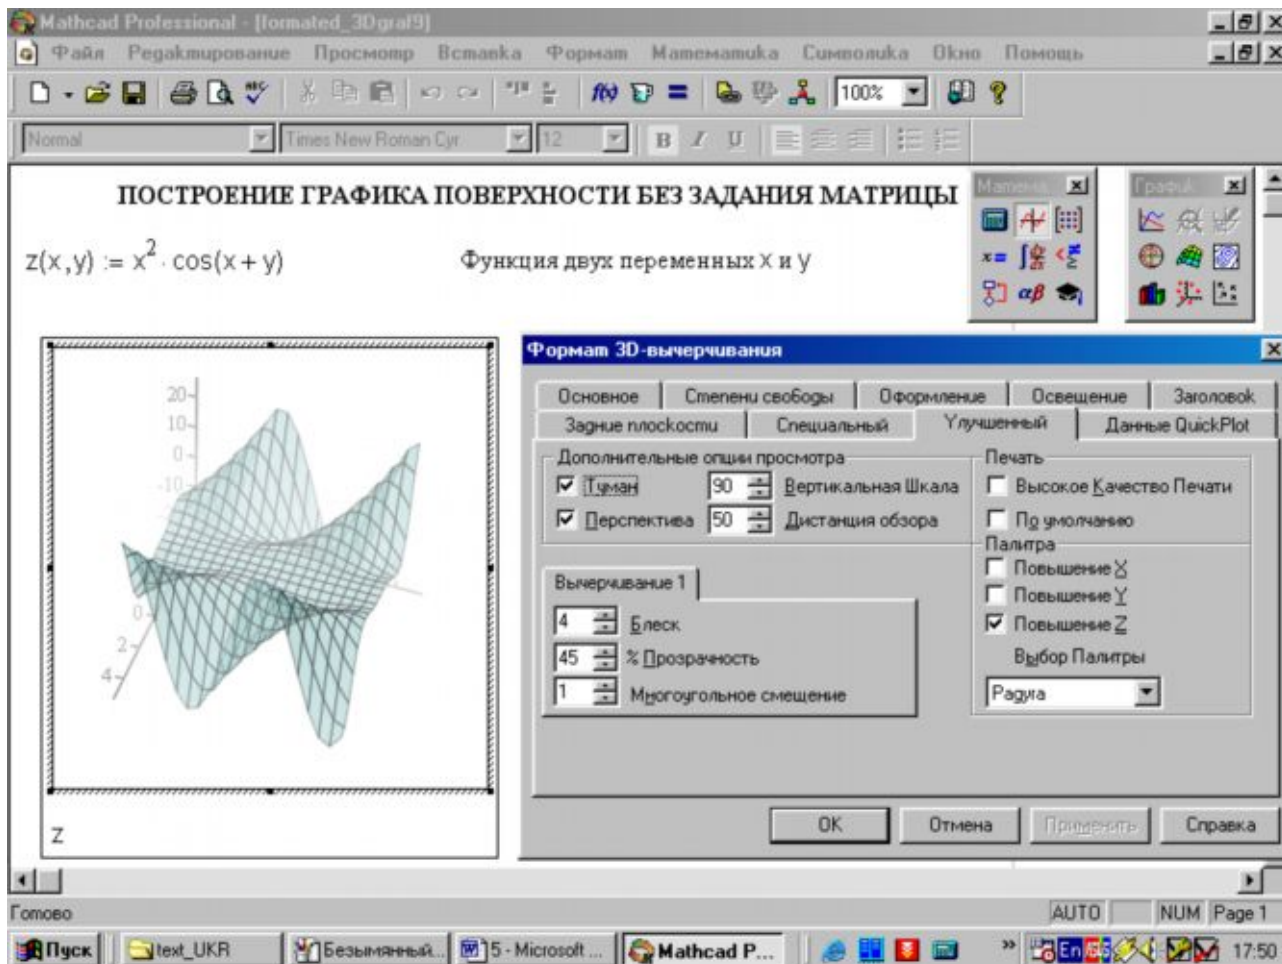 Mathcad Professional - [formated_3Dgraf9]
Файл Редактирование Просмотр Вставка Формат Математика Символика Окно Помощь
100%
Normal Times New Roman Cyr 12 B I U
ПОСТРОЕНИЕ ГРАФИКА ПОВЕРХНОСТИ БЕЗ ЗАДАНИЯ МАТРИЦЫ
z(x,y) := x² · cos(x + y) Функция двух переменных x и y
Матема
График
x= αβ
Формат 3D-вычерчивания
Основное Степени свободы Оформление Освещение Заголовок
Задние плоскости Специальный Улучшенный Данные QuickPlot
Дополнительные опции просмотра Печать
Туман 90 Вертикальная Шкала Высокое Качество Печати
Перспектива 50 Дистанция обзора По умолчанию
Палитра
Повышение X
Вычерчивание 1 Повышение Y
4 Блеск Повышение Z
45 % Прозрачность Выбор Палитры
1 Многоугольное смещение Радуга
20
10
0
-10
0
2
4
z
OK Отмена Применить Справка
Готово AUTO NUM Page 1
Пуск text_UKR Безымянный... 5 - Microsoft ... Mathcad P... » En 17:50